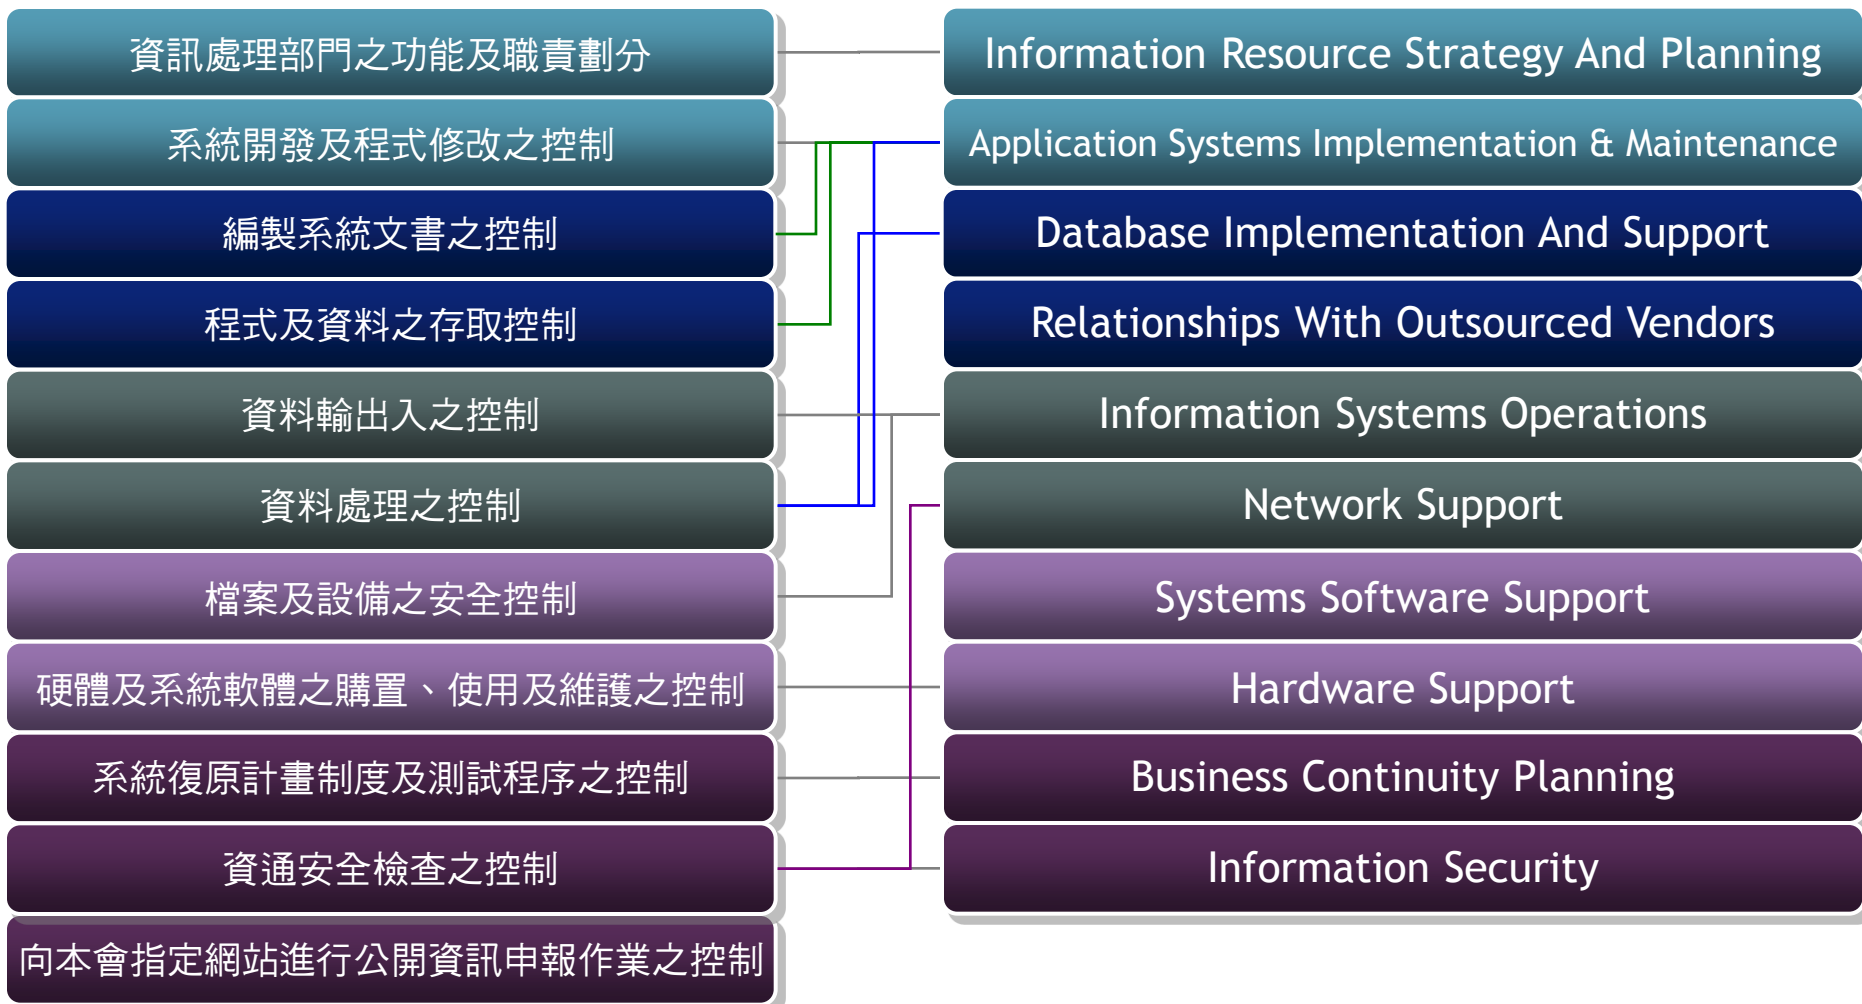 資訊處理部門之功能及職責劃分
Information Resource Strategy And Planning
系統開發及程式修改之控制
Application Systems Implementation & Maintenance
編製系統文書之控制
Database Implementation And Support
程式及資料之存取控制
Relationships With Outsourced Vendors
資料輸出入之控制
Information Systems Operations
資料處理之控制
Network Support
檔案及設備之安全控制
Systems Software Support
硬體及系統軟體之購置、使用及維護之控制
Hardware Support
系統復原計畫制度及測試程序之控制
Business Continuity Planning
資通安全檢查之控制
Information Security
向本會指定網站進行公開資訊申報作業之控制